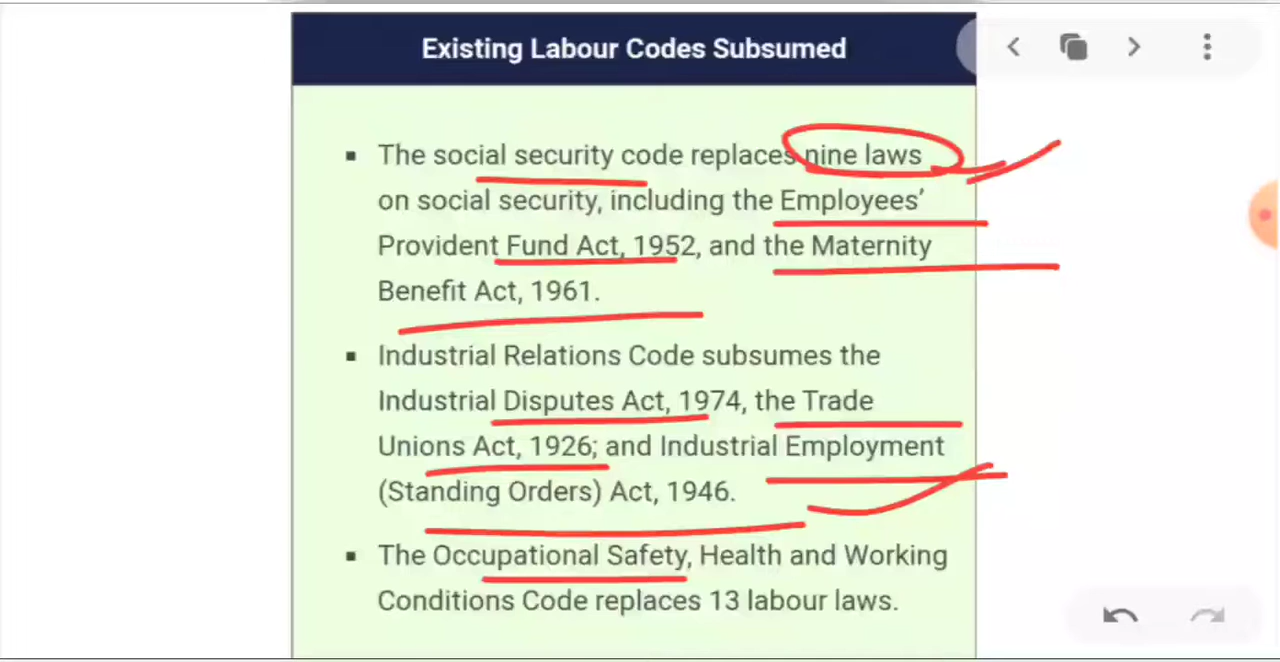 Existing Labour Codes Subsumed
▪ The social security code replaces nine laws
on social security, including the Employees’
Provident Fund Act, 1952, and the Maternity
Benefit Act, 1961.
▪ Industrial Relations Code subsumes the
Industrial Disputes Act, 1974, the Trade
Unions Act, 1926; and Industrial Employment
(Standing Orders) Act, 1946.
▪ The Occupational Safety, Health and Working
Conditions Code replaces 13 labour laws.